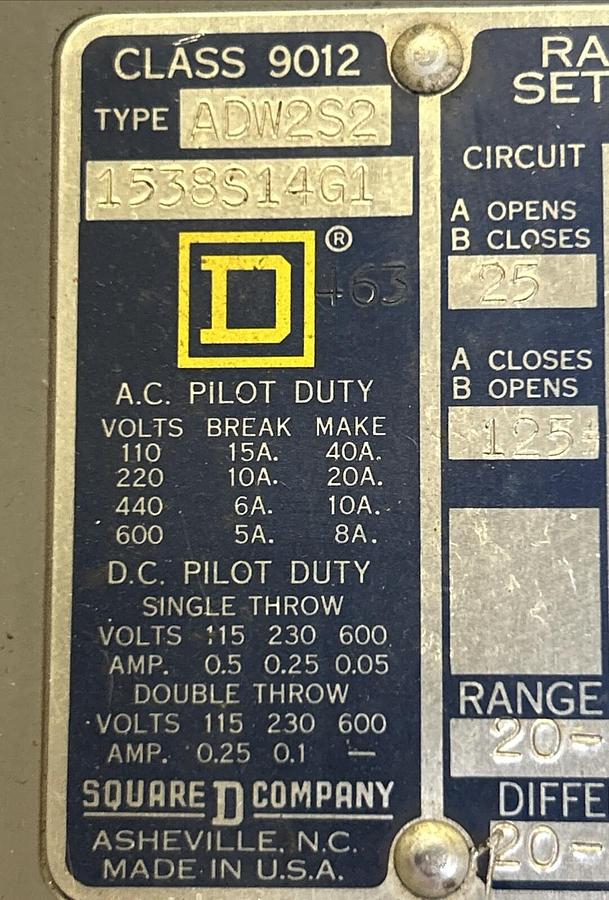 CLASS 9012
TYPE ADW2S2
1538S14G1
D ®
463
A.C. PILOT DUTY
VOLTS BREAK MAKE
110 15A. 40A.
220 10A. 20A.
440 6A. 10A.
600 5A. 8A.
D.C. PILOT DUTY
SINGLE THROW
VOLTS 115 230 600
AMP. 0.5 0.25 0.05
DOUBLE THROW
VOLTS 115 230 600
AMP. 0.25 0.1 —
SQUARE D COMPANY
ASHEVILLE, N.C.
MADE IN U.S.A.
RA
SET
CIRCUIT
A OPENS
B CLOSES
25
A CLOSES
B OPENS
125
RANGE
20-
DIFFE
20-